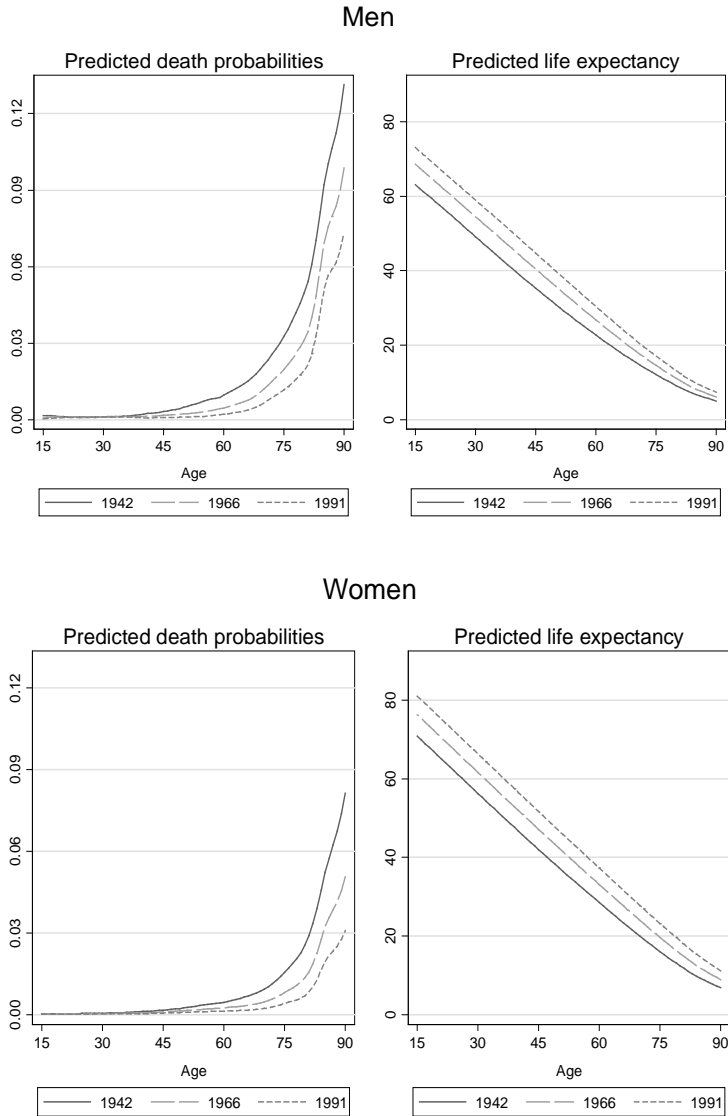 Men
Predicted death probabilities
0.12
0.09
0.06
0.03
0.00
15 30 45 60 75 90
Age
1942 1966 1991
Predicted life expectancy
80
60
40
20
0
15 30 45 60 75 90
Age
1942 1966 1991
Women
Predicted death probabilities
0.12
0.09
0.06
0.03
0.00
15 30 45 60 75 90
Age
1942 1966 1991
Predicted life expectancy
80
60
40
20
0
15 30 45 60 75 90
Age
1942 1966 1991